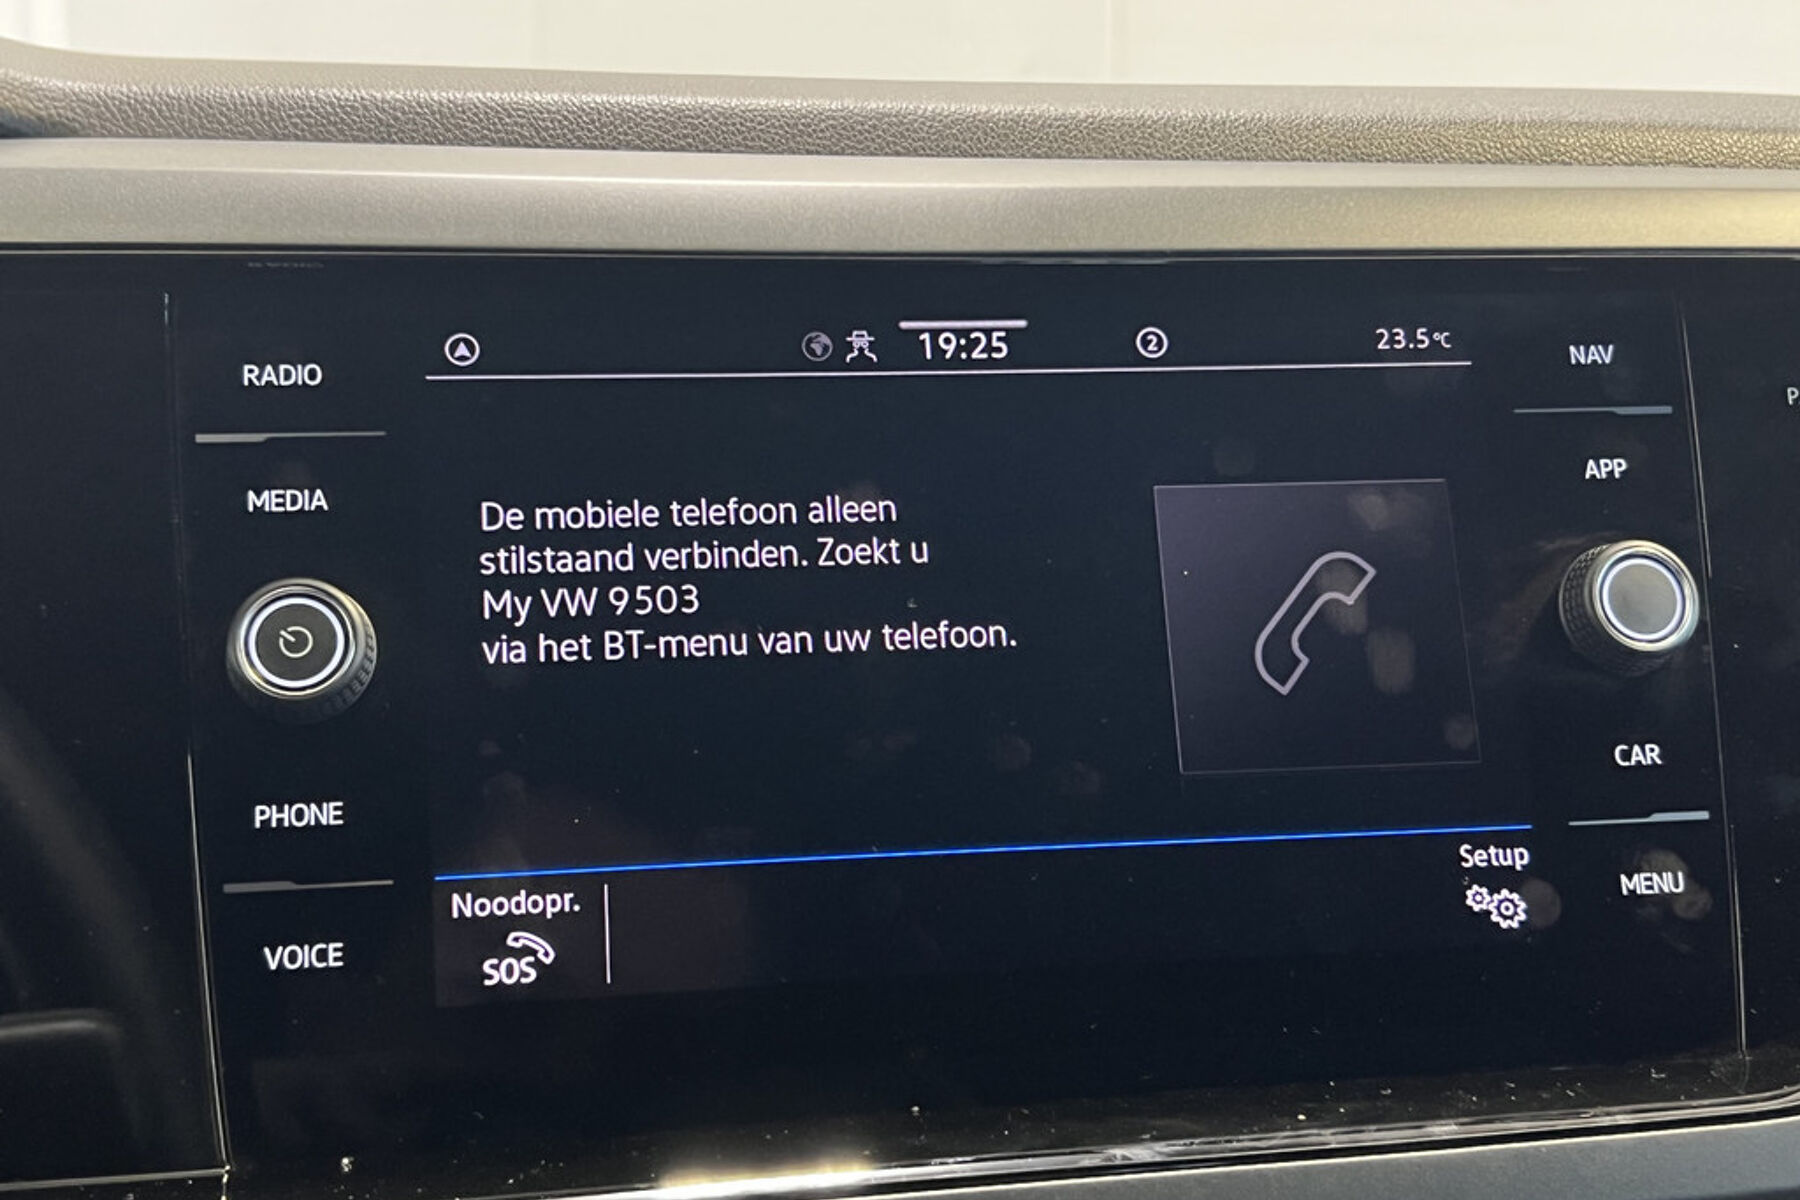 RADIO
MEDIA
PHONE
VOICE
19:25
2
23.5°C
De mobiele telefoon alleen
stilstaand verbinden. Zoekt u
My VW 9503
via het BT-menu van uw telefoon.
Noodopr.
SOS
Setup
NAV
APP
CAR
MENU